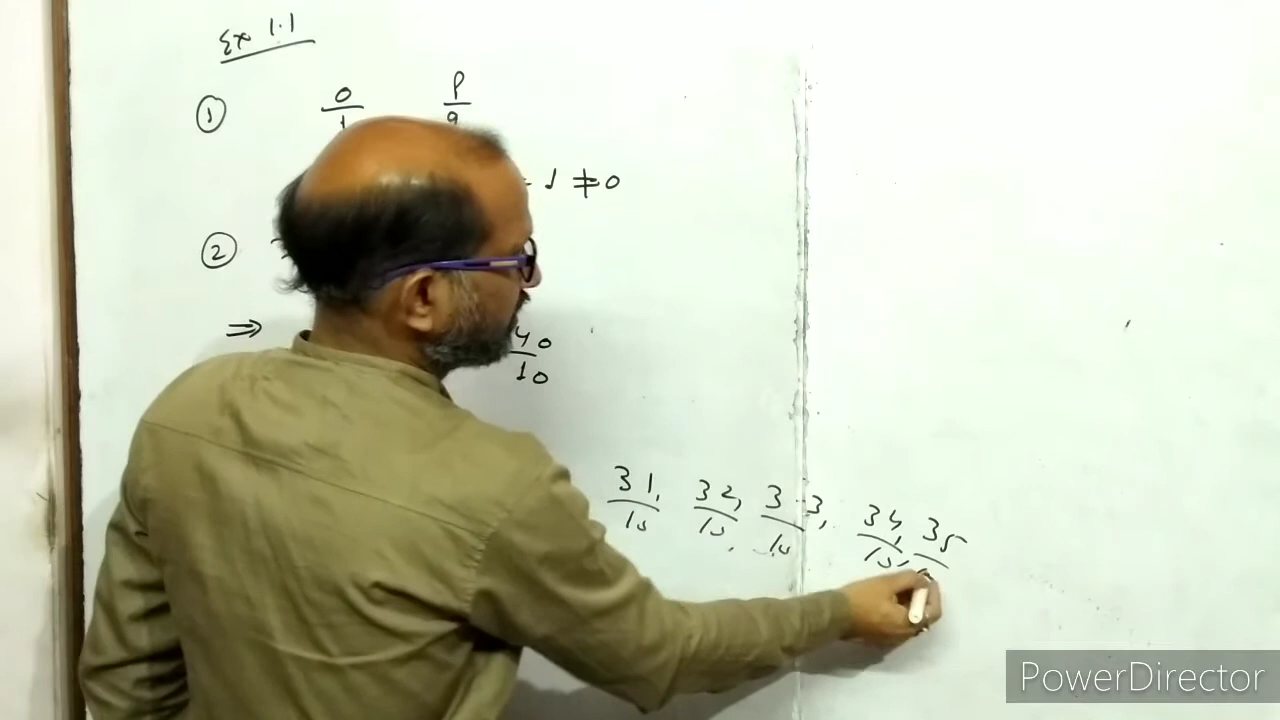 Ex 1.1
① 0/1 p/q
1 ≠ 0
②
⇒ 40/10
31/10, 32/10, 33/10, 34/10, 35/
PowerDirector